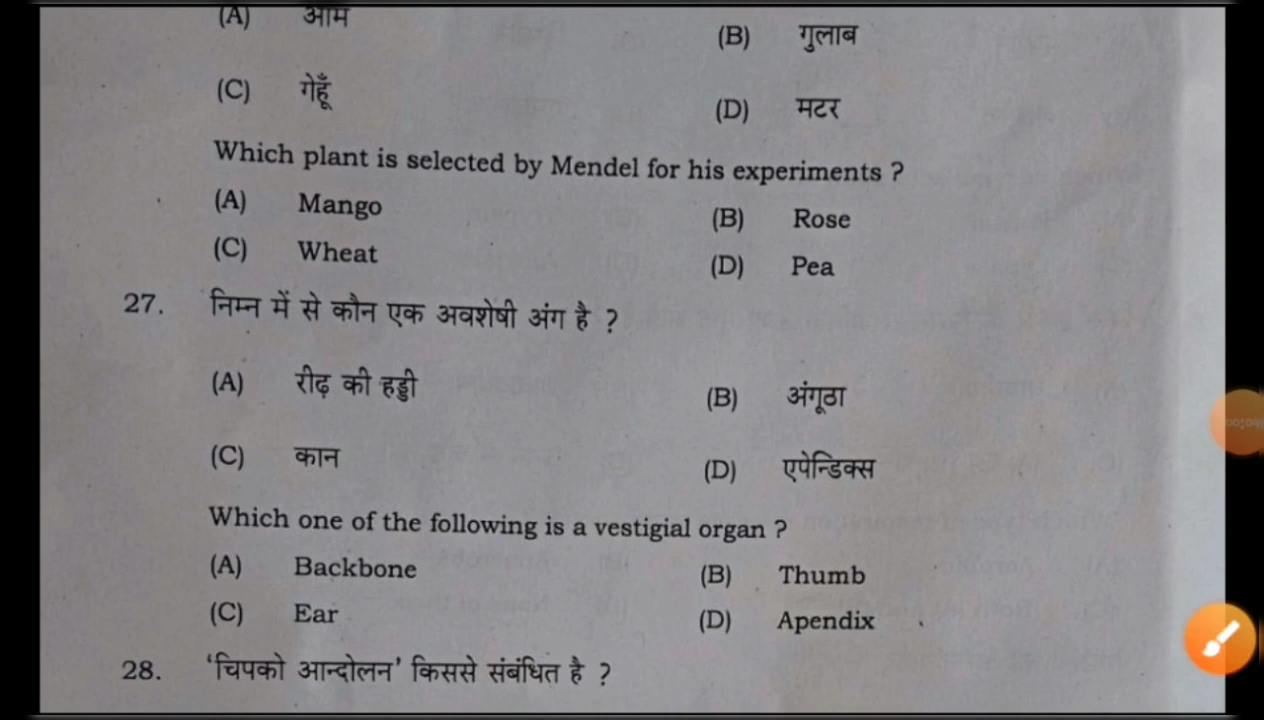 (A) आम (B) गुलाब
(C) गेहूँ (D) मटर
Which plant is selected by Mendel for his experiments ?
(A) Mango (B) Rose
(C) Wheat (D) Pea
27. निम्न में से कौन एक अवशेषी अंग है ?
(A) रीढ़ की हड्डी (B) अंगूठा
(C) कान (D) एपेन्डिक्स
Which one of the following is a vestigial organ ?
(A) Backbone (B) Thumb
(C) Ear (D) Apendix
28. ‘चिपको आन्दोलन’ किससे संबंधित है ?